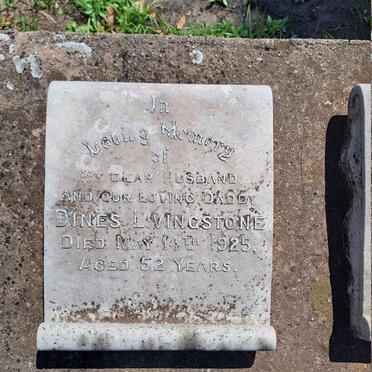 In
Loving Memory
of
MY DEAR HUSBAND
AND OUR LOVING DADDY
DINES LIVINGSTONE
DIED MAY 14TH 1925.
AGED 52 YEARS.